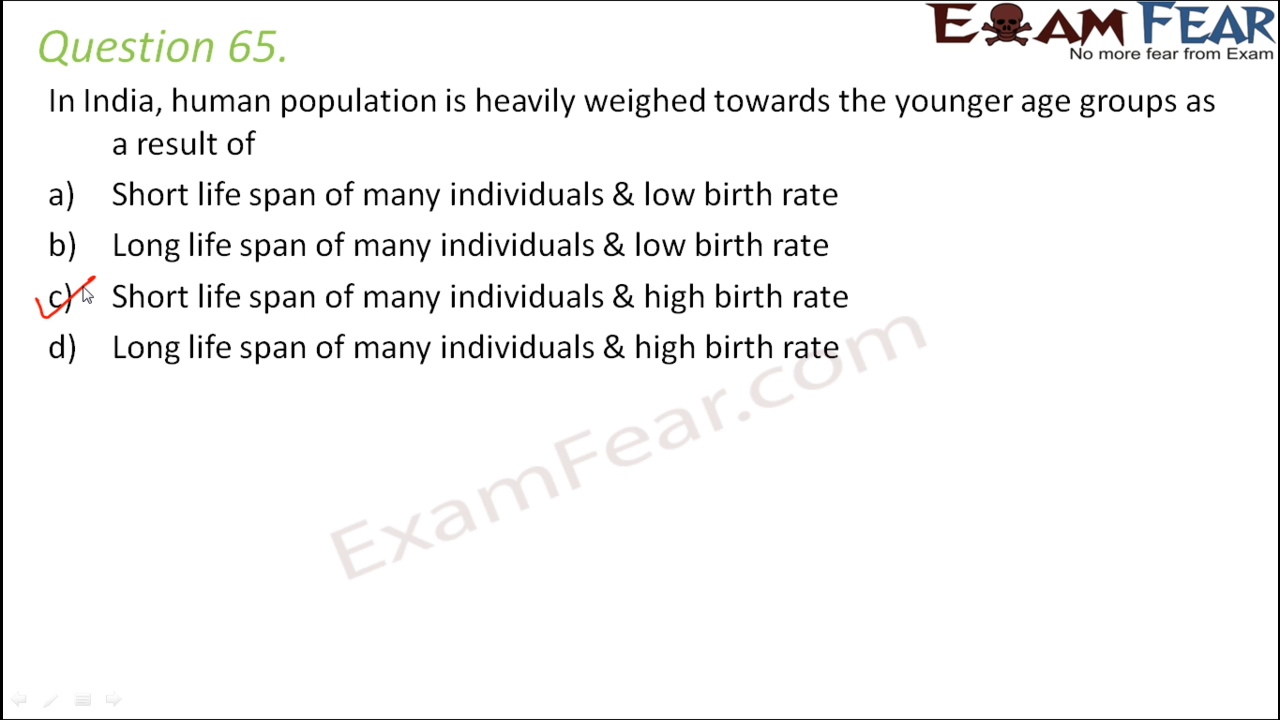 EXAM FEAR
No more fear from Exam
Question 65.
In India, human population is heavily weighed towards the younger age groups as
a result of
a) Short life span of many individuals & low birth rate
b) Long life span of many individuals & low birth rate
c) Short life span of many individuals & high birth rate
d) Long life span of many individuals & high birth rate
ExamFear.com